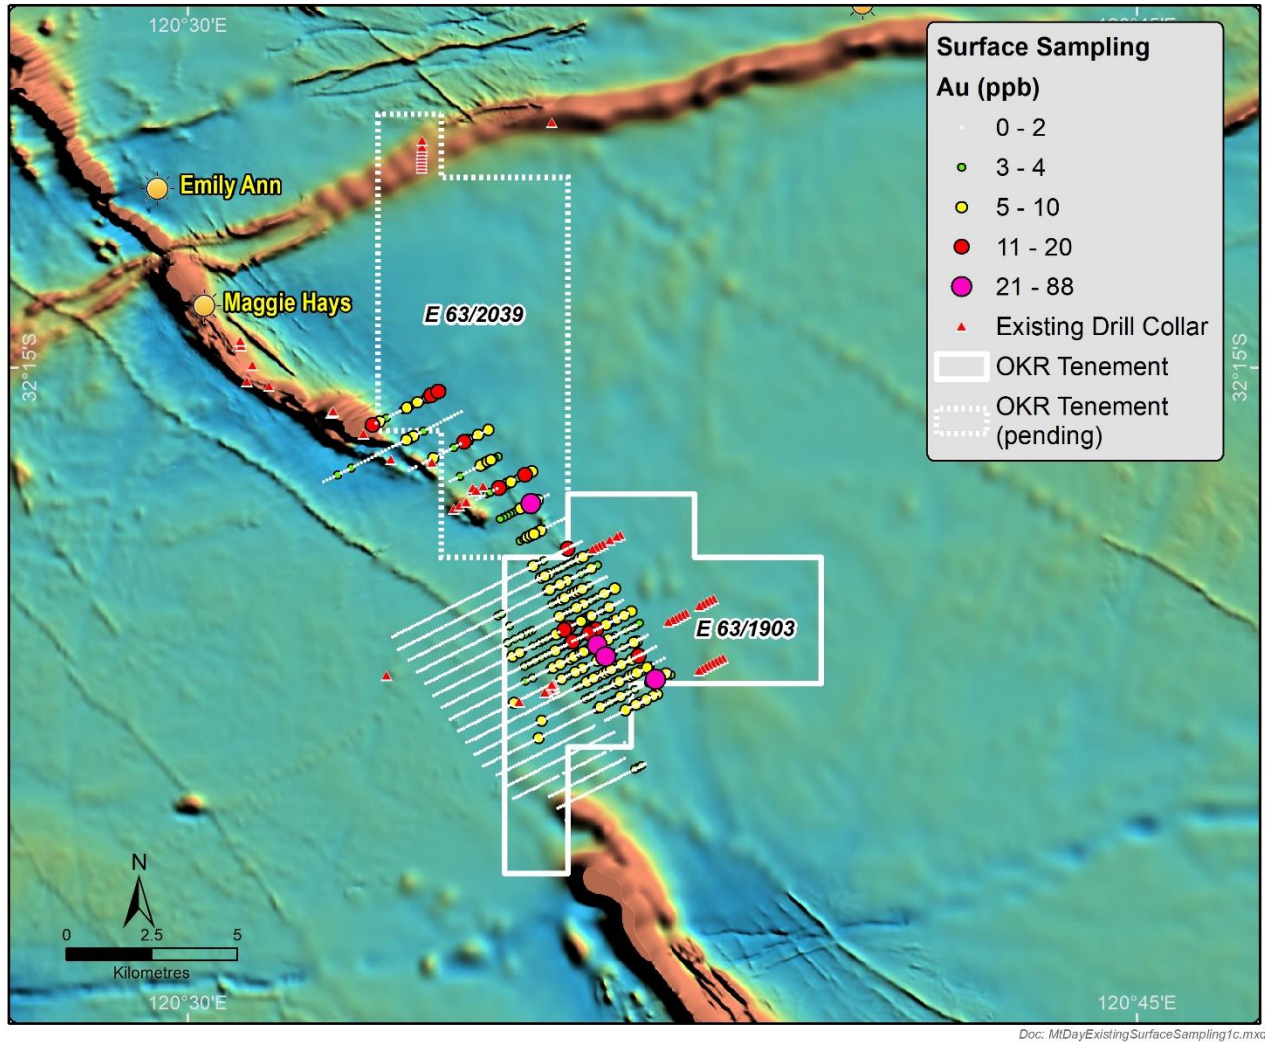 120°30'E
120°45'E
Surface Sampling
Au (ppb)
0 - 2
3 - 4
5 - 10
11 - 20
21 - 88
Existing Drill Collar
OKR Tenement
OKR Tenement
(pending)
Emily Ann
Maggie Hays
E 63/2039
32°15'S
32°15'S
E 63/1903
N
0 2.5 5
Kilometres
120°30'E
120°45'E
Doc: MtDayExistingSurfaceSampling1c.mxd